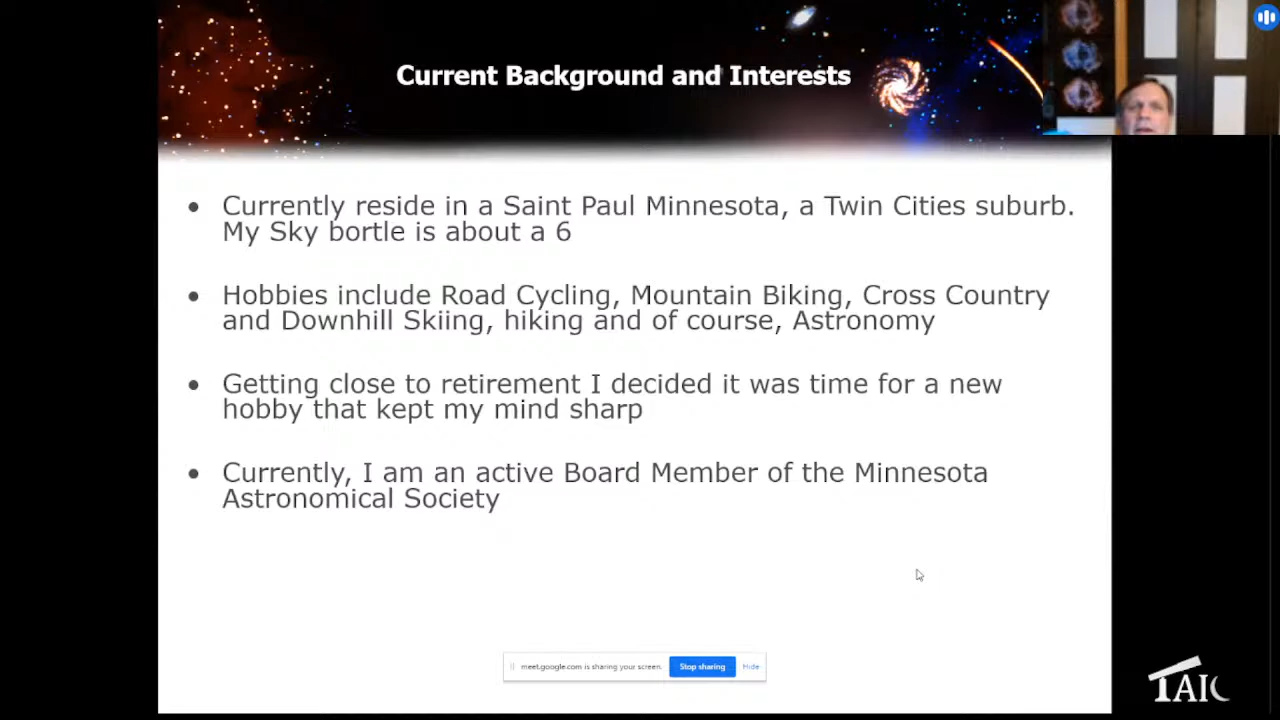 Current Background and Interests
• Currently reside in a Saint Paul Minnesota, a Twin Cities suburb.
My Sky bortle is about a 6
• Hobbies include Road Cycling, Mountain Biking, Cross Country
and Downhill Skiing, hiking and of course, Astronomy
• Getting close to retirement I decided it was time for a new
hobby that kept my mind sharp
• Currently, I am an active Board Member of the Minnesota
Astronomical Society
meet.google.com is sharing your screen. Stop sharing Hide
TAIC